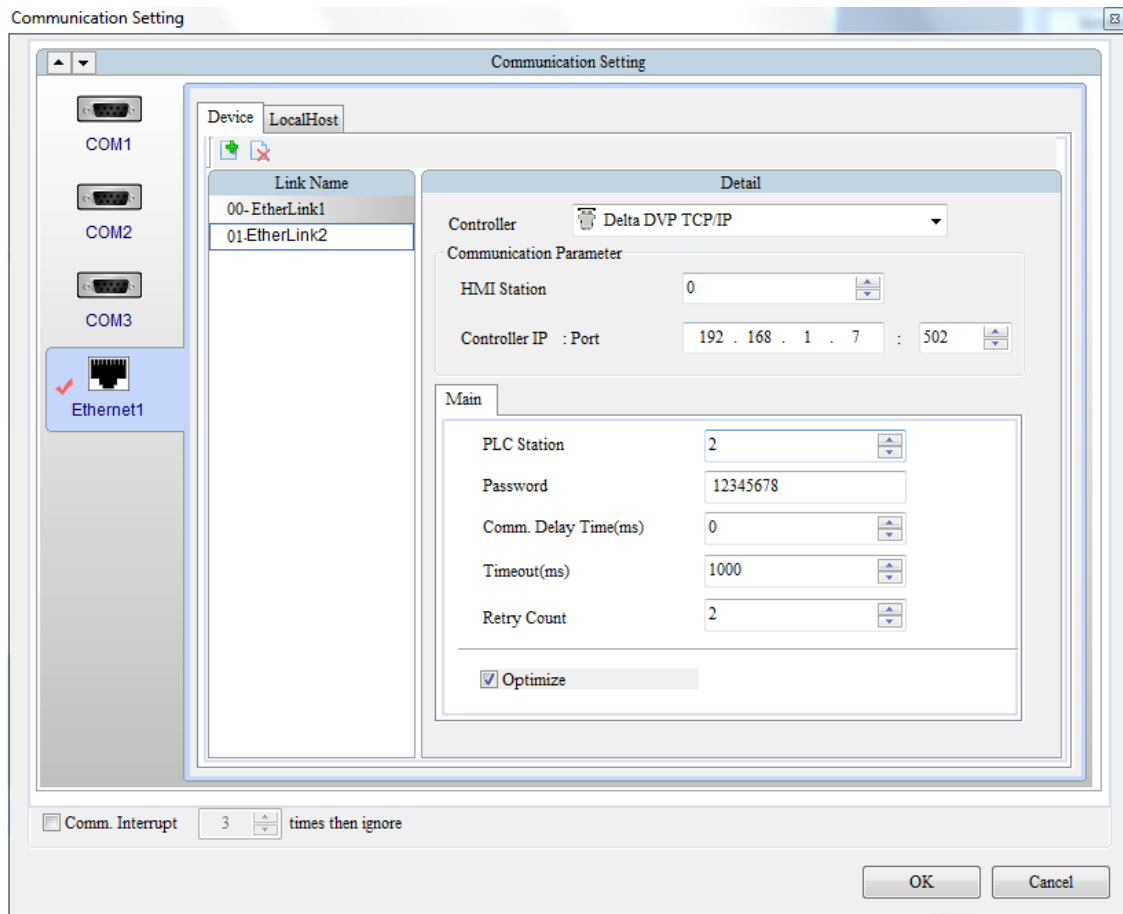 Communication Setting
Communication Setting
COM1
COM2
COM3
Ethernet1
Device LocalHost
Link Name
00- EtherLink1
01-EtherLink2
Detail
Controller Delta DVP TCP/IP
Communication Parameter
HMI Station 0
Controller IP : Port 192 . 168 . 1 . 7 : 502
Main
PLC Station 2
Password 12345678
Comm. Delay Time(ms) 0
Timeout(ms) 1000
Retry Count 2
Optimize
Comm. Interrupt 3 times then ignore
OK Cancel